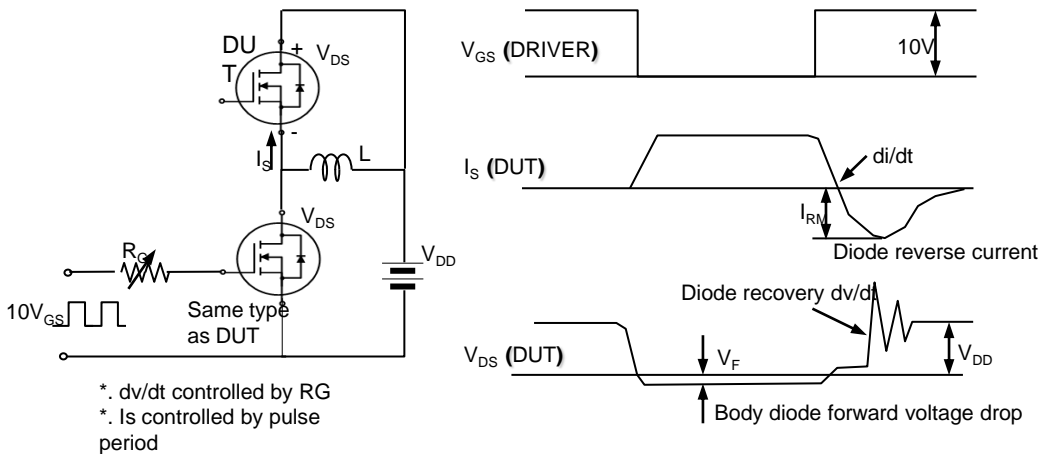 DU
T
+
V_DS
-
I_S
L
V_DS
R_G
V_DD
10V_GS
Same type
as DUT
*. dv/dt controlled by RG
*. Is controlled by pulse
period
V_GS (DRIVER)
10V
I_S (DUT)
di/dt
I_RM
Diode reverse current
Diode recovery dv/dt
V_DS (DUT)
V_F
V_DD
Body diode forward voltage drop